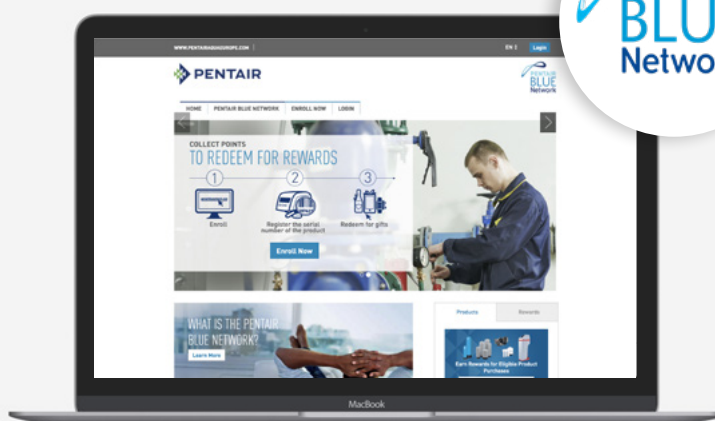 BLU
Netwo
WWW.PENTAIRAQUAEUROPE.COM
EN
Login
PENTAIR
PENTAIR
BLUE
Network
HOME
PENTAIR BLUE NETWORK
ENROLL NOW
LOGIN
COLLECT POINTS
TO REDEEM FOR REWARDS
1
2
3
Enroll
Register the serial
number of the product
Redeem for gifts
Enroll Now
WHAT IS THE PENTAIR
BLUE NETWORK?
Learn More
Products
Rewards
Earn Rewards for Eligible Product
Purchases
MacBook